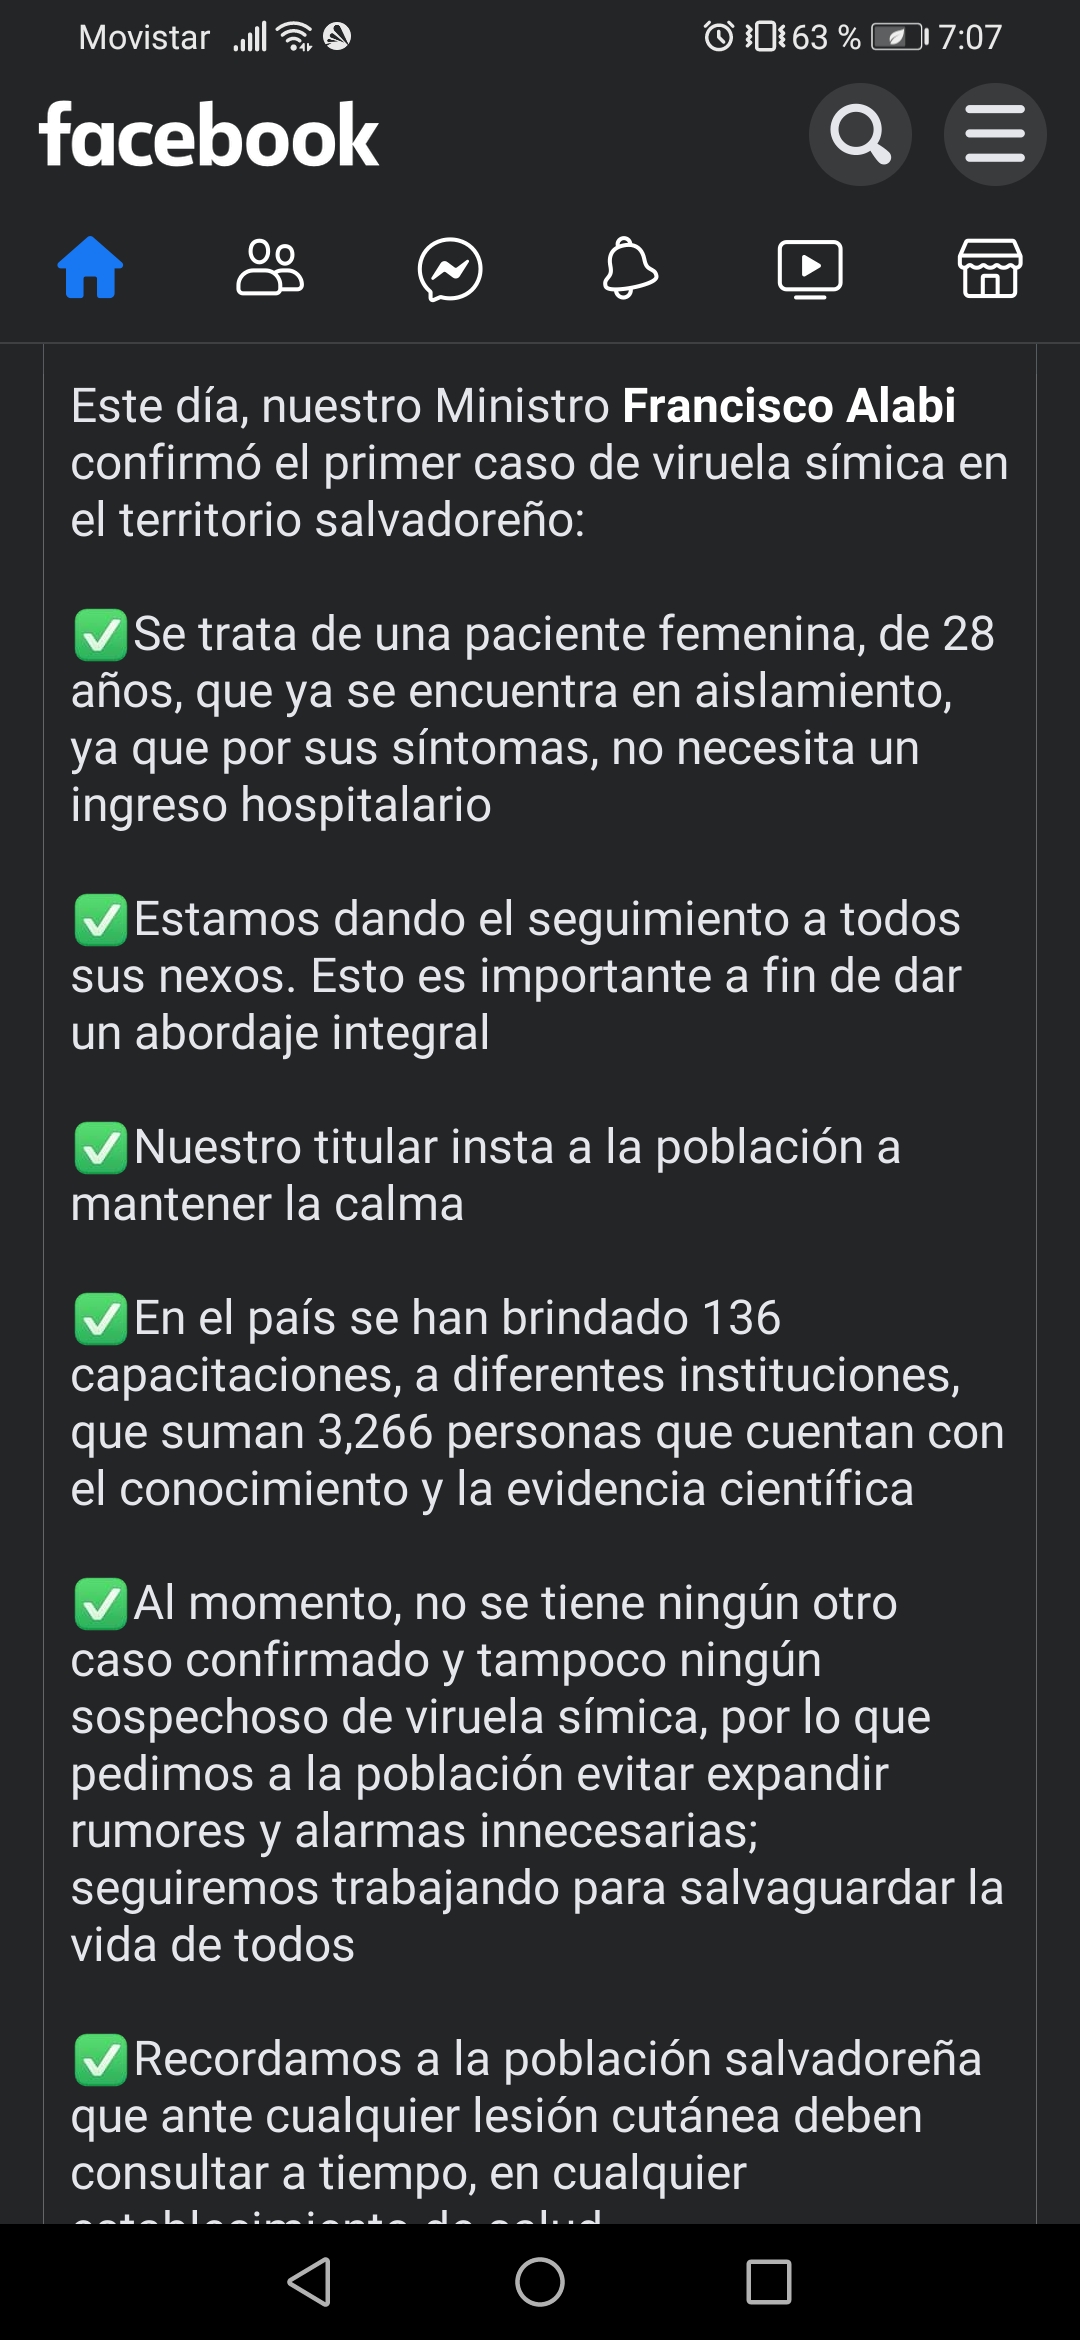 Movistar 63 % 7:07
facebook
Este día, nuestro Ministro Francisco Alabi
confirmó el primer caso de viruela símica en
el territorio salvadoreño:
✅Se trata de una paciente femenina, de 28
años, que ya se encuentra en aislamiento,
ya que por sus síntomas, no necesita un
ingreso hospitalario
✅Estamos dando el seguimiento a todos
sus nexos. Esto es importante a fin de dar
un abordaje integral
✅Nuestro titular insta a la población a
mantener la calma
✅En el país se han brindado 136
capacitaciones, a diferentes instituciones,
que suman 3,266 personas que cuentan con
el conocimiento y la evidencia científica
✅Al momento, no se tiene ningún otro
caso confirmado y tampoco ningún
sospechoso de viruela símica, por lo que
pedimos a la población evitar expandir
rumores y alarmas innecesarias;
seguiremos trabajando para salvaguardar la
vida de todos
✅Recordamos a la población salvadoreña
que ante cualquier lesión cutánea deben
consultar a tiempo, en cualquier
establecimiento de salud